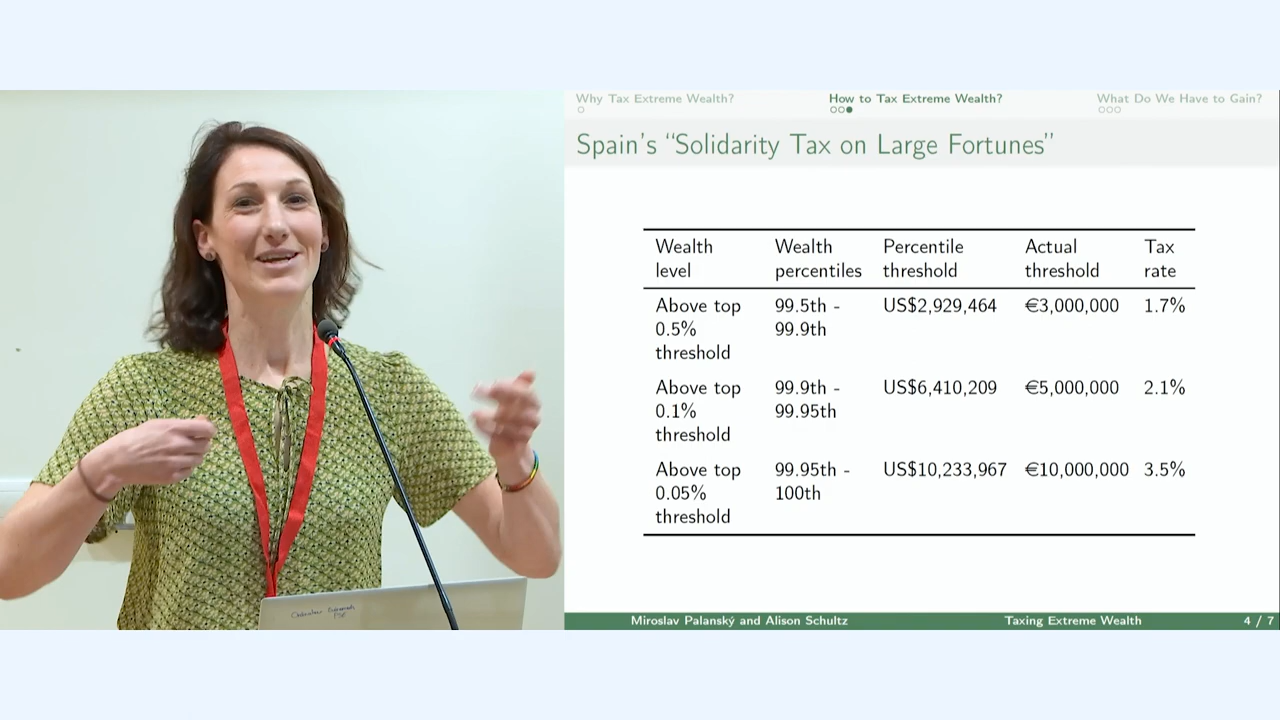 Why Tax Extreme Wealth?
How to Tax Extreme Wealth?
What Do We Have to Gain?
Spain's “Solidarity Tax on Large Fortunes”
Wealth level
Wealth percentiles
Percentile threshold
Actual threshold
Tax rate
Above top 0.5% threshold
99.5th - 99.9th
US$2,929,464
€3,000,000
1.7%
Above top 0.1% threshold
99.9th - 99.95th
US$6,410,209
€5,000,000
2.1%
Above top 0.05% threshold
99.95th - 100th
US$10,233,967
€10,000,000
3.5%
Miroslav Palanský and Alison Schultz
Taxing Extreme Wealth
4 / 7